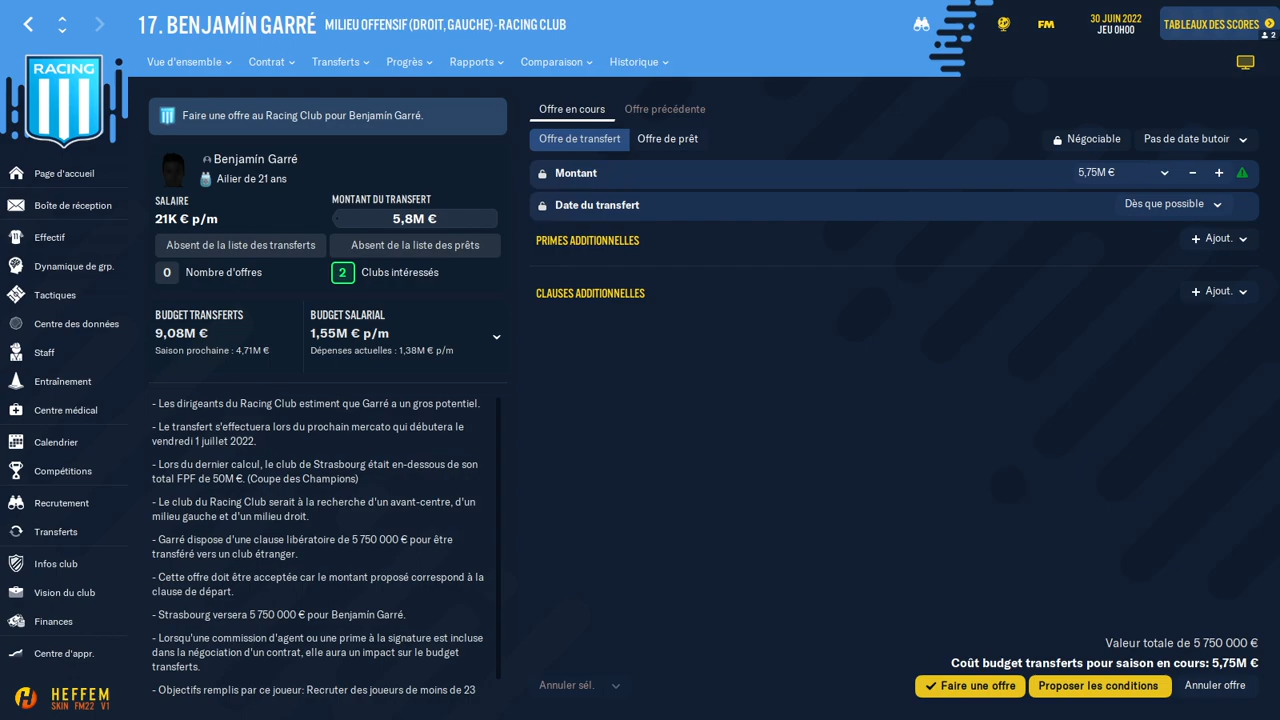 17. BENJAMÍN GARRÉ MILIEU OFFENSIF (DROIT, GAUCHE) - RACING CLUB
FM
30 JUIN 2022
JEU 0H00
TABLEAUX DES SCORES
2
Vue d'ensemble Contrat Transferts Progrès Rapports Comparaison Historique
RACING
Page d'accueil
Boîte de réception
Effectif
Dynamique de grp.
Tactiques
Centre des données
Staff
Entraînement
Centre médical
Calendrier
Compétitions
Recrutement
Transferts
Infos club
Vision du club
Finances
Centre d'appr.
HEFFEM
SKIN FM22 V1
Faire une offre au Racing Club pour Benjamín Garré.
Benjamín Garré
Ailier de 21 ans
SALAIRE
21K € p/m
MONTANT DU TRANSFERT
5,8M €
Absent de la liste des transferts
Absent de la liste des prêts
0 Nombre d'offres
2 Clubs intéressés
BUDGET TRANSFERTS
9,08M €
Saison prochaine : 4,71M €
BUDGET SALARIAL
1,55M € p/m
Dépenses actuelles : 1,38M € p/m
- Les dirigeants du Racing Club estiment que Garré a un gros potentiel.
- Le transfert s'effectuera lors du prochain mercato qui débutera le
vendredi 1 juillet 2022.
- Lors du dernier calcul, le club de Strasbourg était en-dessous de son
total FPF de 50M €. (Coupe des Champions)
- Le club du Racing Club serait à la recherche d'un avant-centre, d'un
milieu gauche et d'un milieu droit.
- Garré dispose d'une clause libératoire de 5 750 000 € pour être
transféré vers un club étranger.
- Cette offre doit être acceptée car le montant proposé correspond à la
clause de départ.
- Strasbourg versera 5 750 000 € pour Benjamín Garré.
- Lorsqu'une commission d'agent ou une prime à la signature est incluse
dans la négociation d'un contrat, elle aura un impact sur le budget
transferts.
- Objectifs remplis par ce joueur: Recruter des joueurs de moins de 23
Offre en cours Offre précédente
Offre de transfert Offre de prêt
Négociable Pas de date butoir
Montant 5,75M €
Date du transfert Dès que possible
PRIMES ADDITIONNELLES Ajout.
CLAUSES ADDITIONNELLES Ajout.
Valeur totale de 5 750 000 €
Coût budget transferts pour saison en cours: 5,75M €
Annuler sél. Faire une offre Proposer les conditions Annuler offre